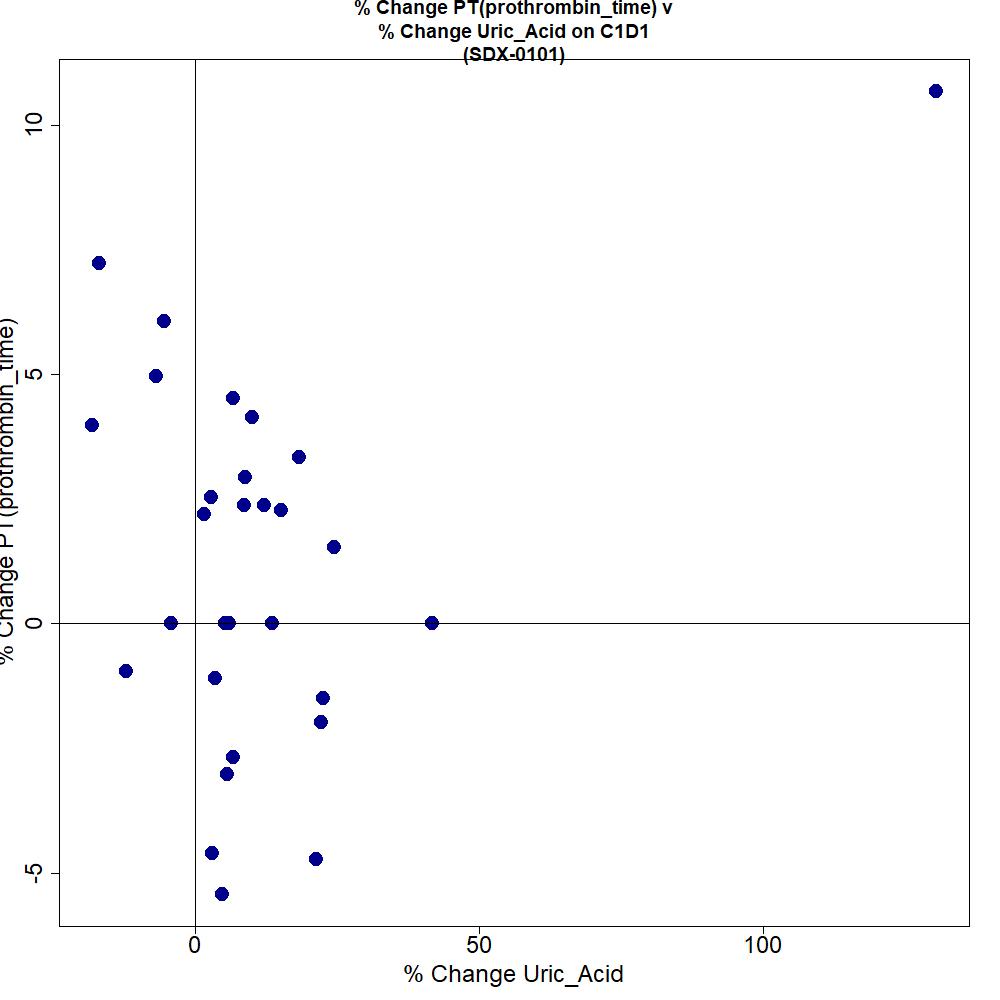 % Change PT(prothrombin_time) v
% Change Uric_Acid on C1D1
(SDX-0101)
% Change PT(prothrombin_time)
10
5
0
-5
0
50
100
% Change Uric_Acid